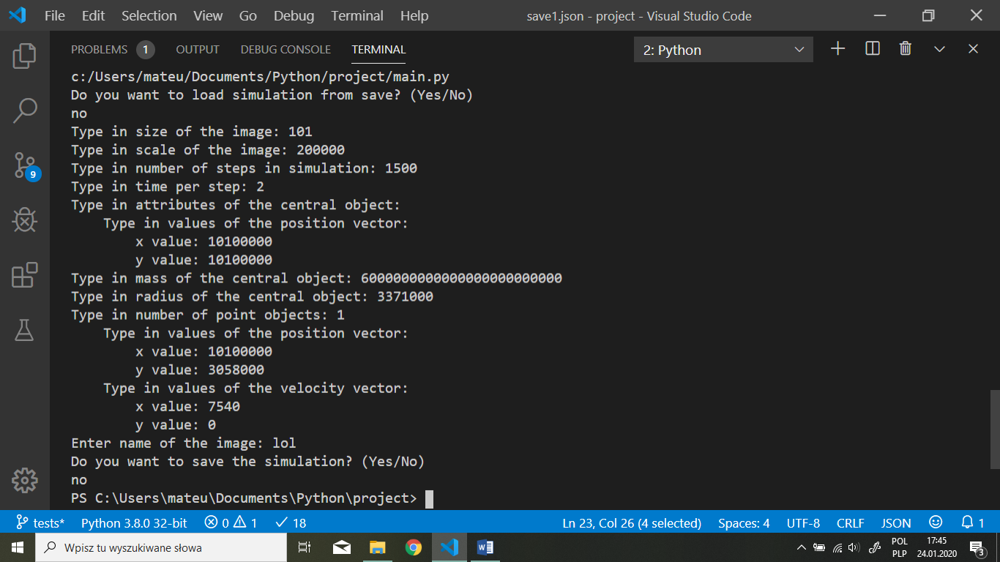 File Edit Selection View Go Debug Terminal Help save1.json - project - Visual Studio Code
PROBLEMS 1 OUTPUT DEBUG CONSOLE TERMINAL 2: Python
c:/Users/mateu/Documents/Python/project/main.py
Do you want to load simulation from save? (Yes/No)
no
Type in size of the image: 101
Type in scale of the image: 200000
Type in number of steps in simulation: 1500
Type in time per step: 2
Type in attributes of the central object:
    Type in values of the position vector:
        x value: 10100000
        y value: 10100000
Type in mass of the central object: 6000000000000000000000000
Type in radius of the central object: 3371000
Type in number of point objects: 1
    Type in values of the position vector:
        x value: 10100000
        y value: 3058000
    Type in values of the velocity vector:
        x value: 7540
        y value: 0
Enter name of the image: lol
Do you want to save the simulation? (Yes/No)
no
PS C:\Users\mateu\Documents\Python\project>
9
tests* Python 3.8.0 32-bit 0 1 18 Ln 23, Col 26 (4 selected) Spaces: 4 UTF-8 CRLF JSON 1
Wpisz tu wyszukiwane słowa POL PLP 17:45 24.01.2020 3